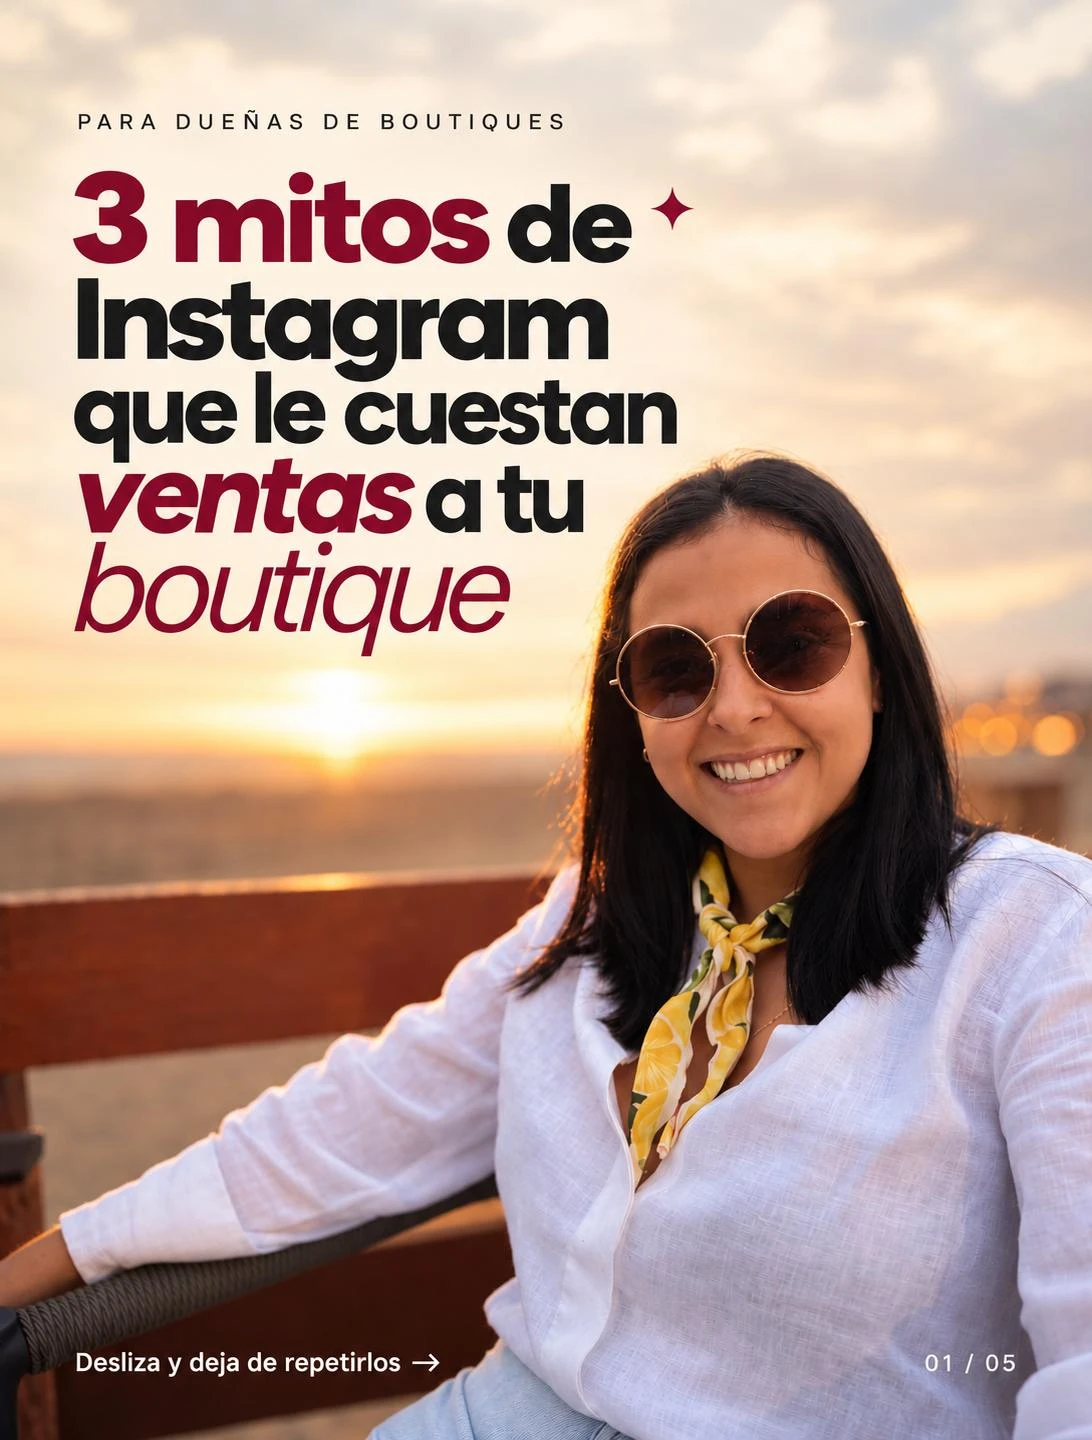 PARA DUEÑAS DE BOUTIQUES
3 mitos de
Instagram
que le cuestan
ventas a tu
boutique
Desliza y deja de repetirlos →
01 / 05